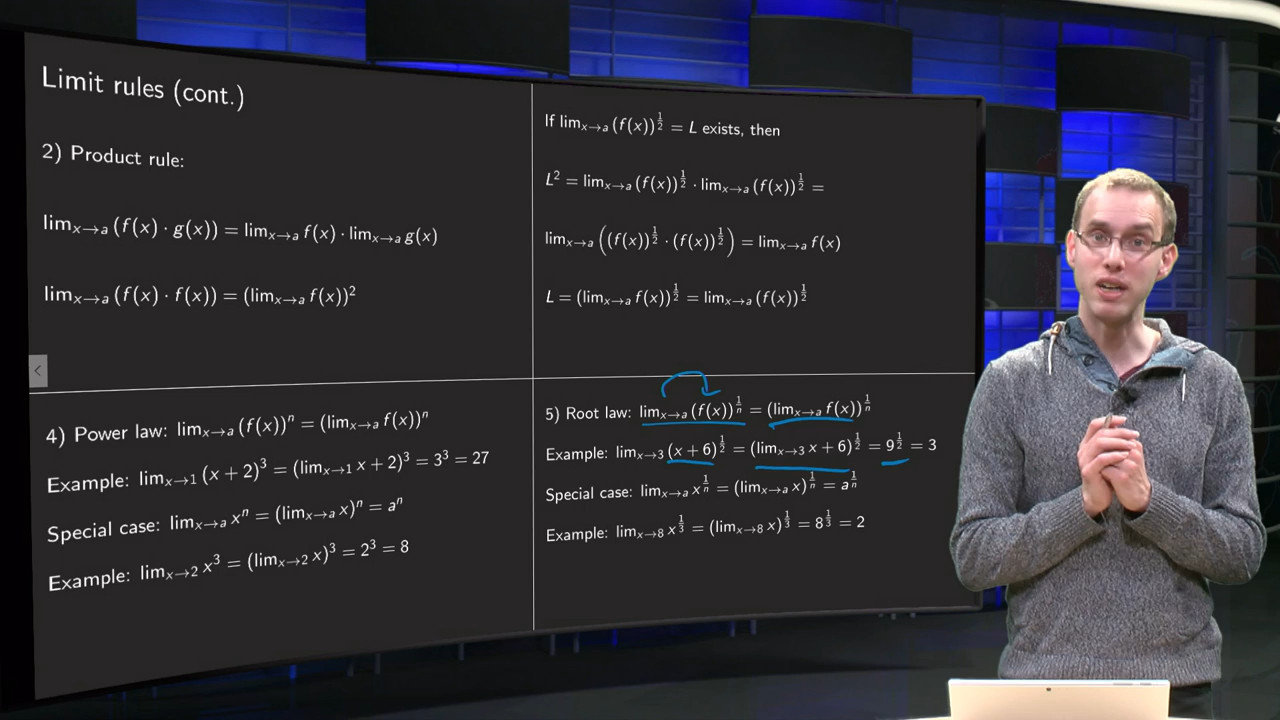 Limit rules (cont.)
2) Product rule:
lim_{x→a} (f(x) · g(x)) = lim_{x→a} f(x) · lim_{x→a} g(x)
lim_{x→a} (f(x) · f(x)) = (lim_{x→a} f(x))^2
If lim_{x→a} (f(x))^{1/2} = L exists, then
L^2 = lim_{x→a} (f(x))^{1/2} · lim_{x→a} (f(x))^{1/2} =
lim_{x→a} ((f(x))^{1/2} · (f(x))^{1/2}) = lim_{x→a} f(x)
L = (lim_{x→a} f(x))^{1/2} = lim_{x→a} (f(x))^{1/2}
4) Power law: lim_{x→a} (f(x))^n = (lim_{x→a} f(x))^n
Example: lim_{x→1} (x + 2)^3 = (lim_{x→1} x + 2)^3 = 3^3 = 27
Special case: lim_{x→a} x^n = (lim_{x→a} x)^n = a^n
Example: lim_{x→2} x^3 = (lim_{x→2} x)^3 = 2^3 = 8
5) Root law: lim_{x→a} (f(x))^{1/n} = (lim_{x→a} f(x))^{1/n}
Example: lim_{x→3} (x + 6)^{1/2} = (lim_{x→3} x + 6)^{1/2} = 9^{1/2} = 3
Special case: lim_{x→a} x^{1/n} = (lim_{x→a} x)^{1/n} = a^{1/n}
Example: lim_{x→8} x^{1/3} = (lim_{x→8} x)^{1/3} = 8^{1/3} = 2